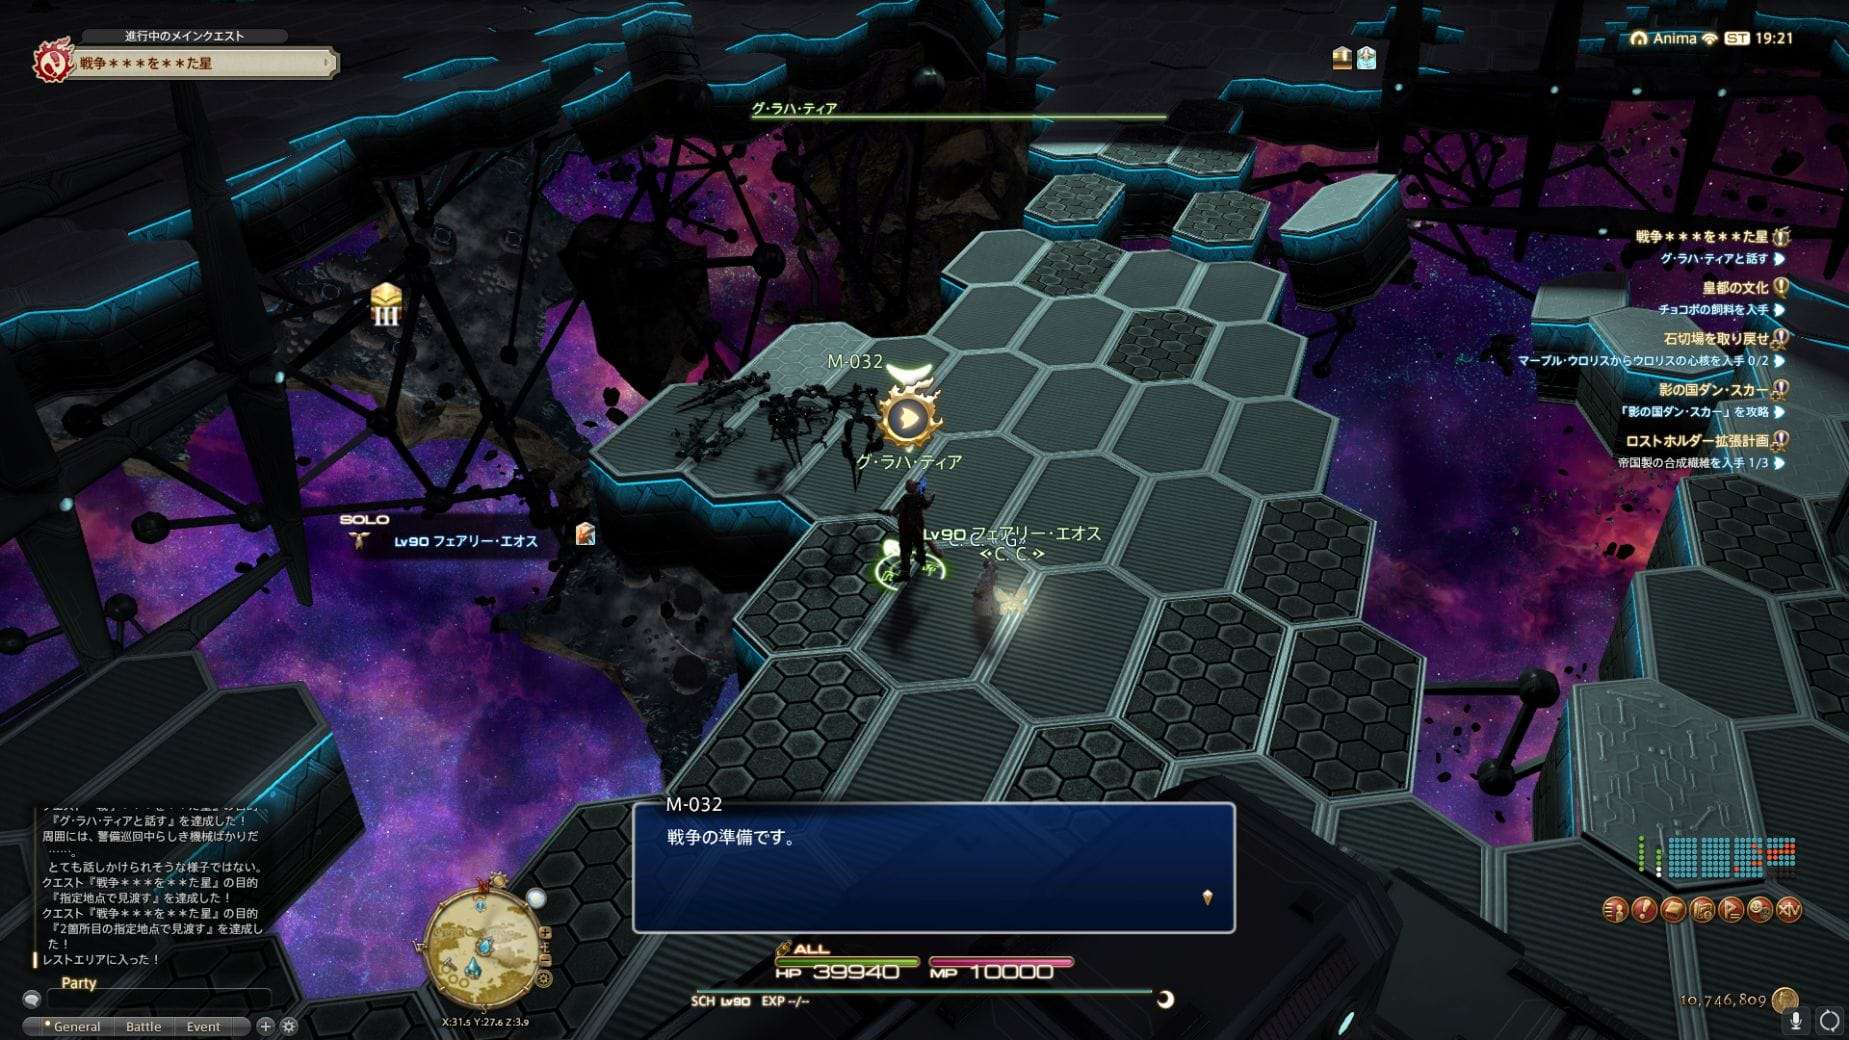 進行中のメインクエスト
戦争＊＊＊を＊＊た星
Anima ST 19:21
グ・ラハ・ティア
戦争＊＊＊を＊＊た星
グ・ラハ・ティアと話す
皇都の文化
チョコボの飼料を入手
石切場を取り戻せ
マーブル・ウロリスからウロリスの心核を入手 0/2
影の国ダン・スカー
「影の国ダン・スカー」を攻略
ロストホルダー拡張計画
帝国製の合成繊維を入手 1/3
III
M-032
グ・ラハ・ティア
SOLO
Lv90 フェアリー・エオス
Lv90 フェアリー・エオス
C. C.
M-032
戦争の準備です。
『グ・ラハ・ティアと話す』を達成した！
周囲には、警備巡回中らしき機械ばかりだ
……。
とても話しかけられそうな様子ではない。
クエスト『戦争＊＊＊を＊＊た星』の目的
『指定地点で見渡す』を達成した！
クエスト『戦争＊＊＊を＊＊た星』の目的
『2箇所目の指定地点で見渡す』を達成し
た！
レストエリアに入った！
Party
General Battle Event
X:31.5 Y:27.6 Z:3.9
ALL
HP 39940 MP 10000
SCH Lv90 EXP --/--
XIV
10,746,809